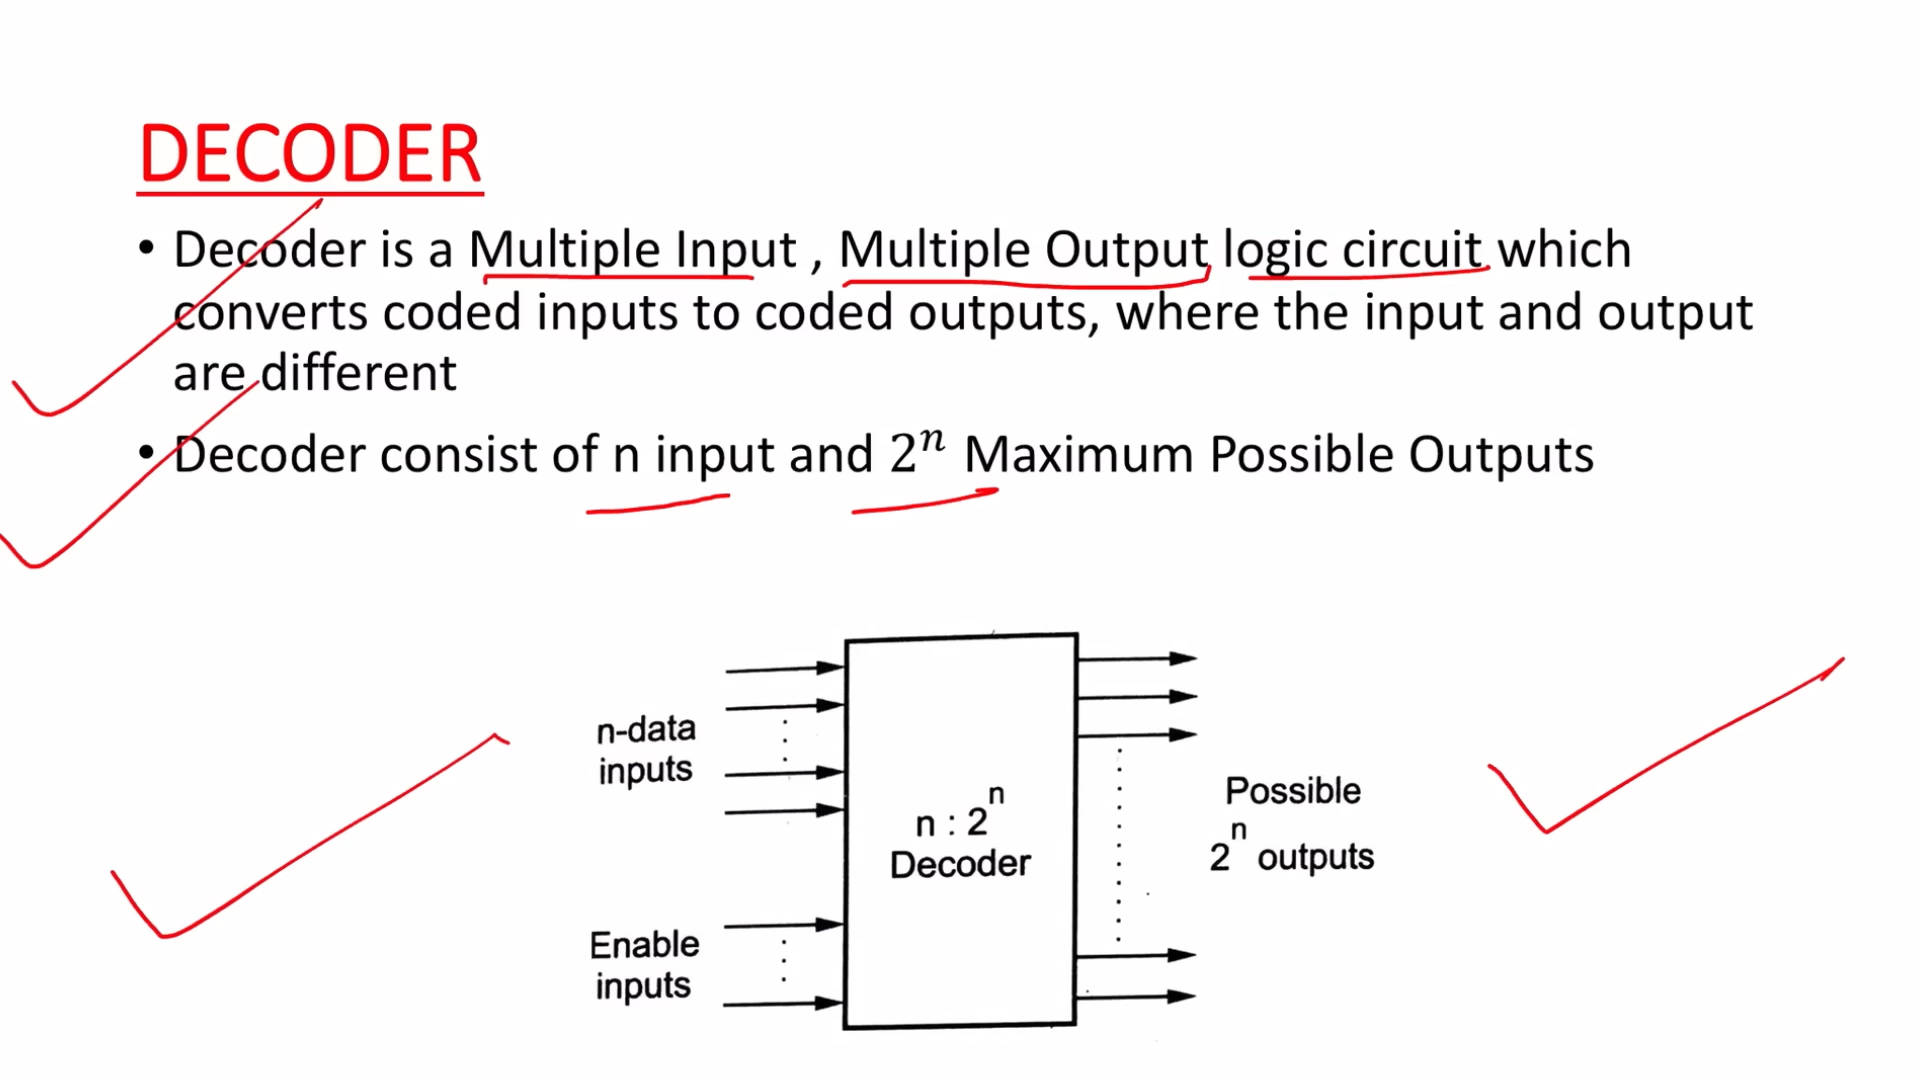 DECODER
• Decoder is a Multiple Input , Multiple Output logic circuit which
converts coded inputs to coded outputs, where the input and output
are different
• Decoder consist of n input and 2ⁿ Maximum Possible Outputs
n-data
inputs
Enable
inputs
n : 2ⁿ
Decoder
Possible
2ⁿ outputs